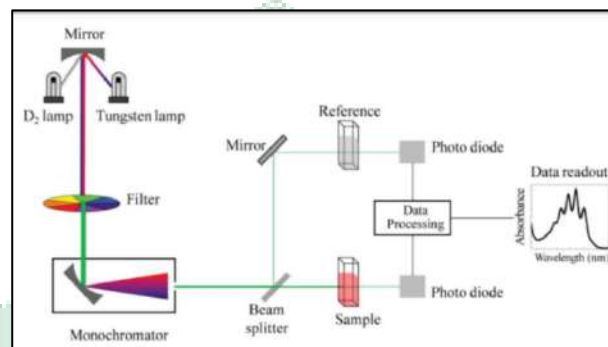 Mirror
D₂ lamp
Tungsten lamp
Filter
Monochromator
Beam
splitter
Mirror
Reference
Sample
Photo diode
Data
Processing
Photo diode
Data readout
Absorbance
Wavelength (nm)